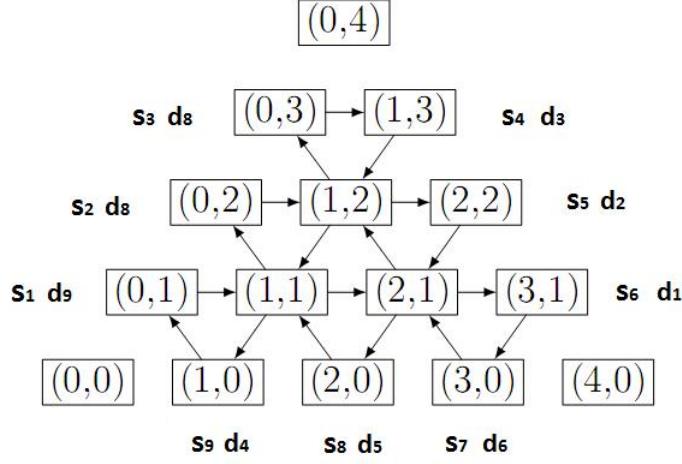 (0,4)
s3 d8 (0,3) (1,3) s4 d3
s2 d8 (0,2) (1,2) (2,2) s5 d2
s1 d9 (0,1) (1,1) (2,1) (3,1) s6 d1
(0,0) (1,0) (2,0) (3,0) (4,0)
s9 d4 s8 d5 s7 d6